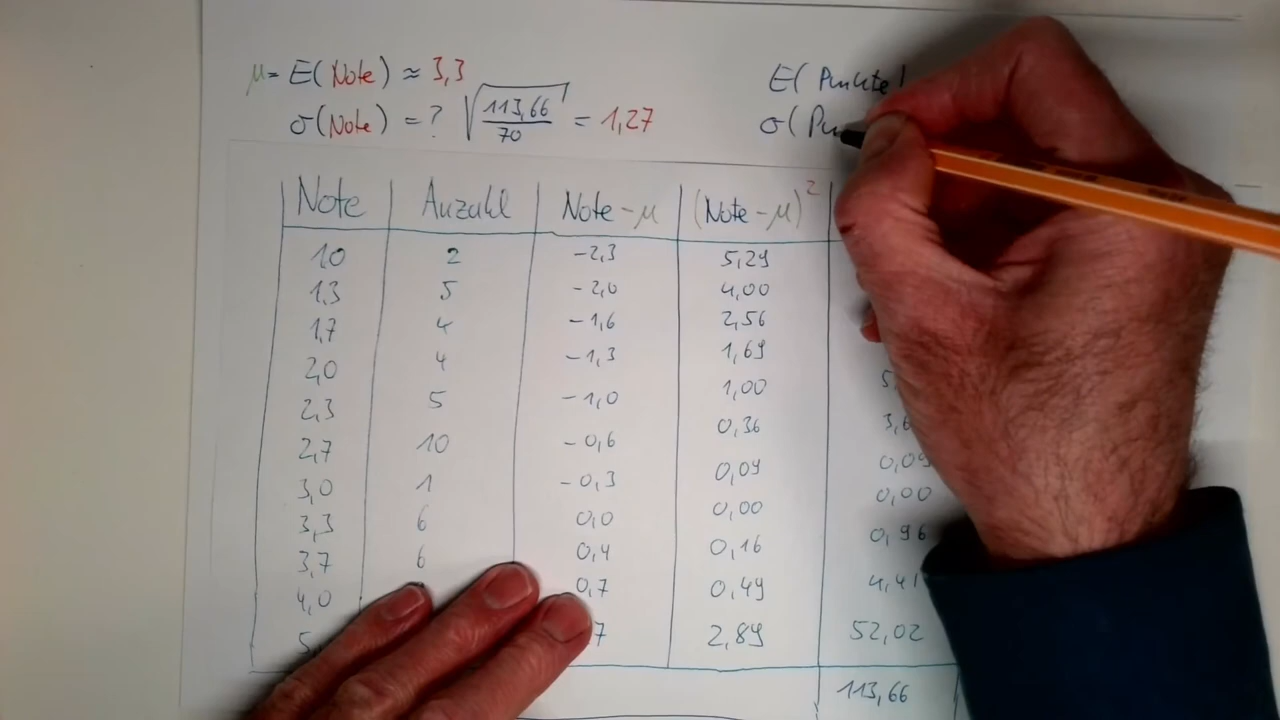 μ = E(Note) ≈ 3,3
E(Punkte)
σ(Note) = ? √113,66/70 = 1,27
σ(Pu
Note Anzahl Note-μ (Note-μ)²
1,0 2 -2,3 5,29
1,3 5 -2,0 4,00
1,7 4 -1,6 2,56
2,0 4 -1,3 1,69
2,3 5 -1,0 1,00 5,
2,7 10 -0,6 0,36 3,6
3,0 1 -0,3 0,09 0,09
3,3 6 0,0 0,00 0,00
3,7 6 0,4 0,16 0,96
4,0 0,7 0,49 4,41
5, 7 2,89 52,02
113,66